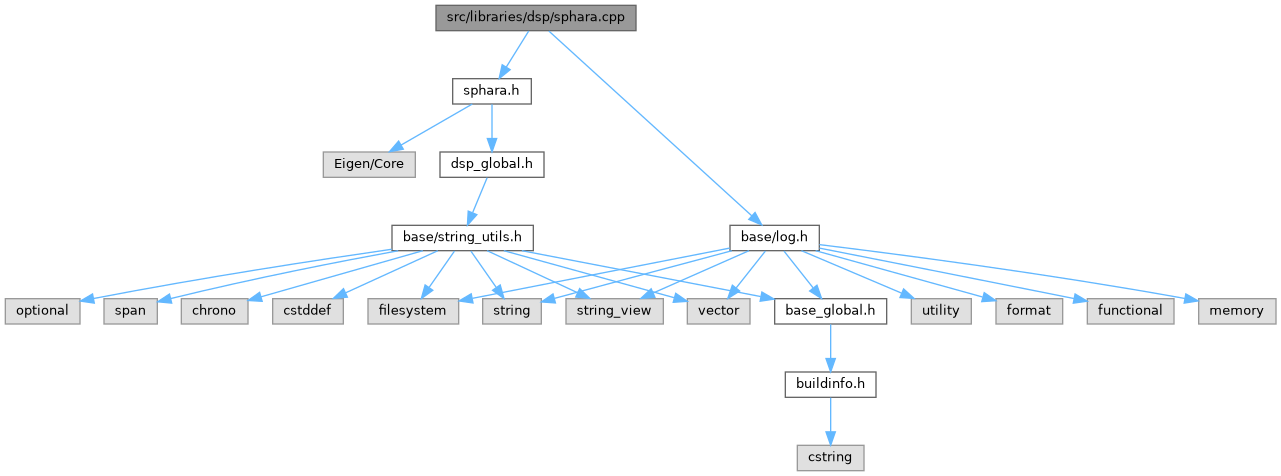 src/libraries/dsp/sphara.cpp
sphara.h
Eigen/Core
dsp_global.h
base/string_utils.h
base/log.h
optional
span
chrono
cstddef
filesystem
string
string_view
vector
base_global.h
utility
format
functional
memory
buildinfo.h
cstring